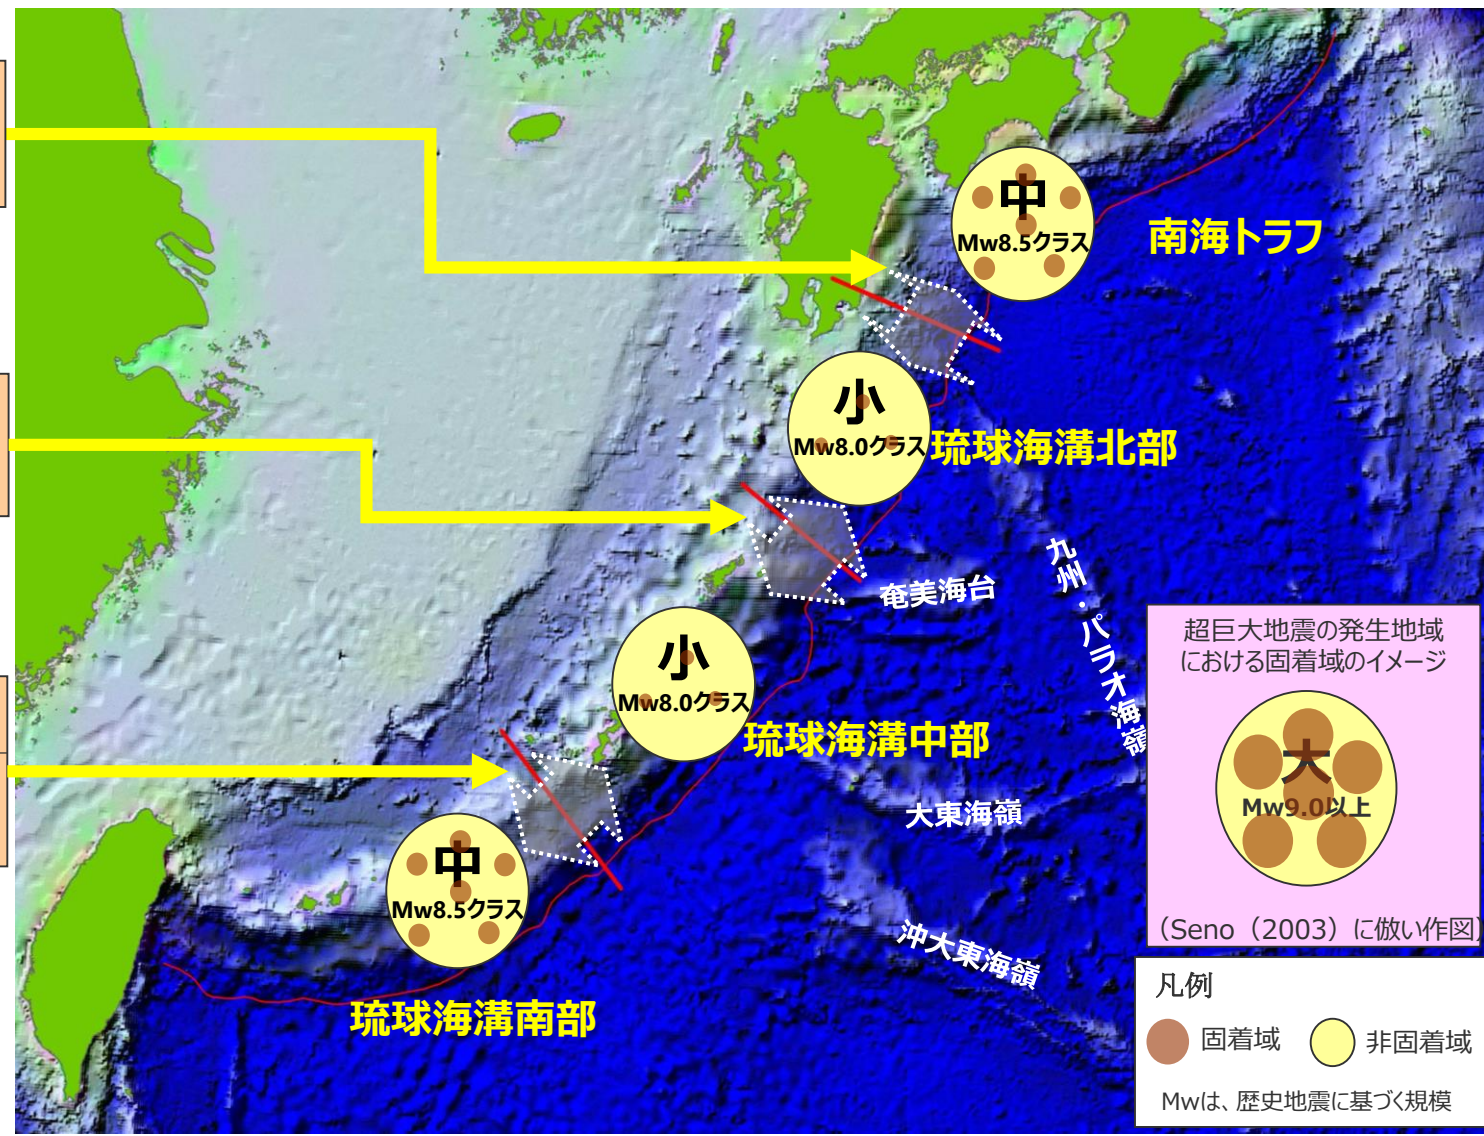 中
Mw8.5クラス
南海トラフ
小
Mw8.0クラス
琉球海溝北部
九州・パラオ海嶺
奄美海台
小
Mw8.0クラス
琉球海溝中部
大東海嶺
中
Mw8.5クラス
沖大東海嶺
琉球海溝南部
超巨大地震の発生地域
における固着域のイメージ
大
Mw9.0以上
(Seno（2003）に倣い作図)
凡例
固着域
非固着域
Mwは、歴史地震に基づく規模